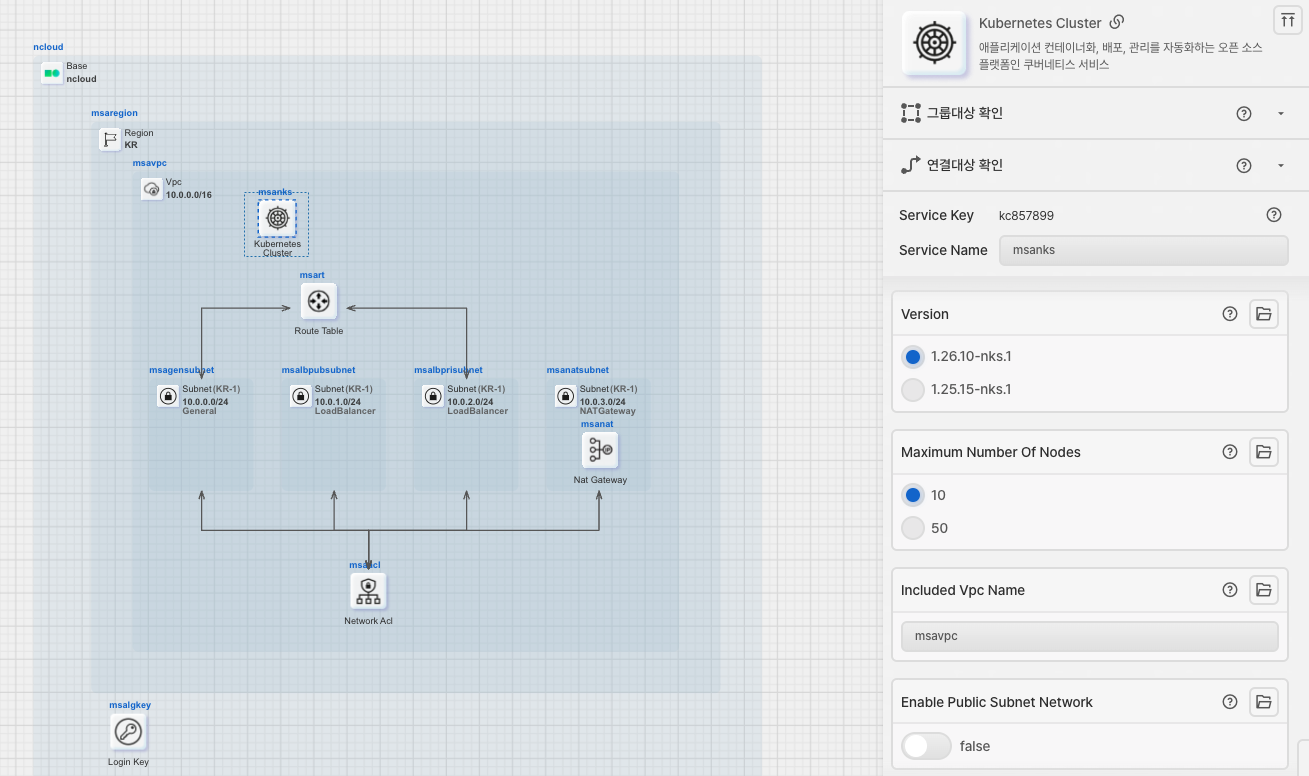 ncloud
Base
ncloud
msaregion
Region
KR
msavpc
Vpc
10.0.0.0/16
msanks
Kubernetes
Cluster
msart
Route Table
msagensubnet
Subnet(KR-1)
10.0.0.0/24
General
msalbpubsubnet
Subnet(KR-1)
10.0.1.0/24
LoadBalancer
msalbprisubnet
Subnet(KR-1)
10.0.2.0/24
LoadBalancer
msanatsubnet
Subnet(KR-1)
10.0.3.0/24
NATGateway
msanat
Nat Gateway
msaacl
Network Acl
msalgkey
Login Key
Kubernetes Cluster
애플리케이션 컨테이너화, 배포, 관리를 자동화하는 오픈 소스
플랫폼인 쿠버네티스 서비스
그룹대상 확인
연결대상 확인
Service Key kc857899
Service Name msanks
Version
1.26.10-nks.1
1.25.15-nks.1
Maximum Number Of Nodes
10
50
Included Vpc Name
msavpc
Enable Public Subnet Network
false